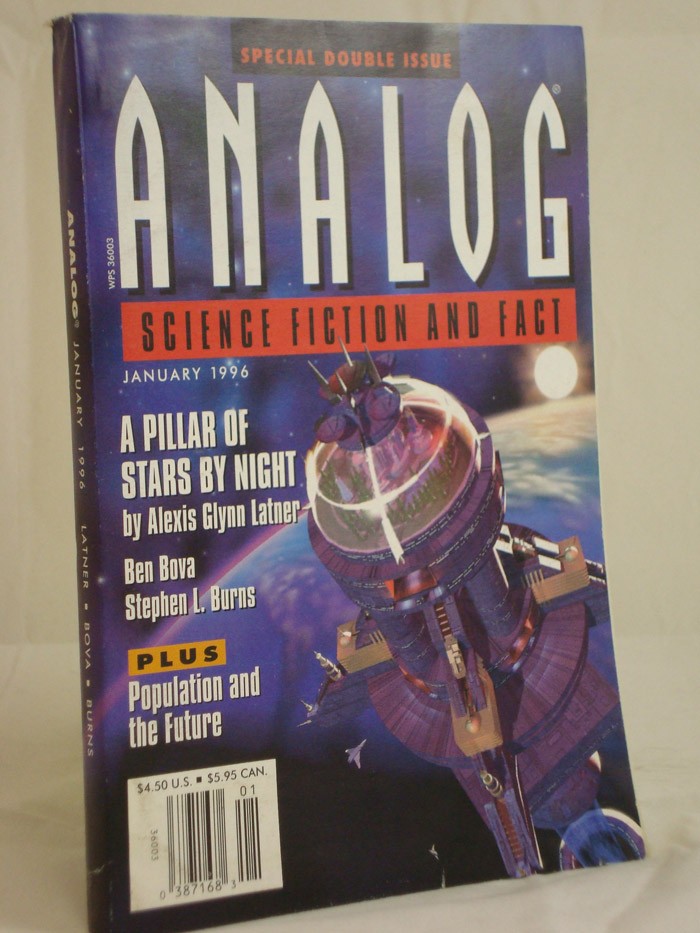 SPECIAL DOUBLE ISSUE
ANALOG®
SCIENCE FICTION AND FACT
WPS 36003
JANUARY 1996
A PILLAR OF
STARS BY NIGHT
by Alexis Glynn Latner
Ben Bova
Stephen L. Burns
PLUS
Population and
the Future
$4.50 U.S. ■ $5.95 CAN.
01
36003
0 387168 3
ANALOG® JANUARY 1996 LATNER ■ BOVA ■ BURNS